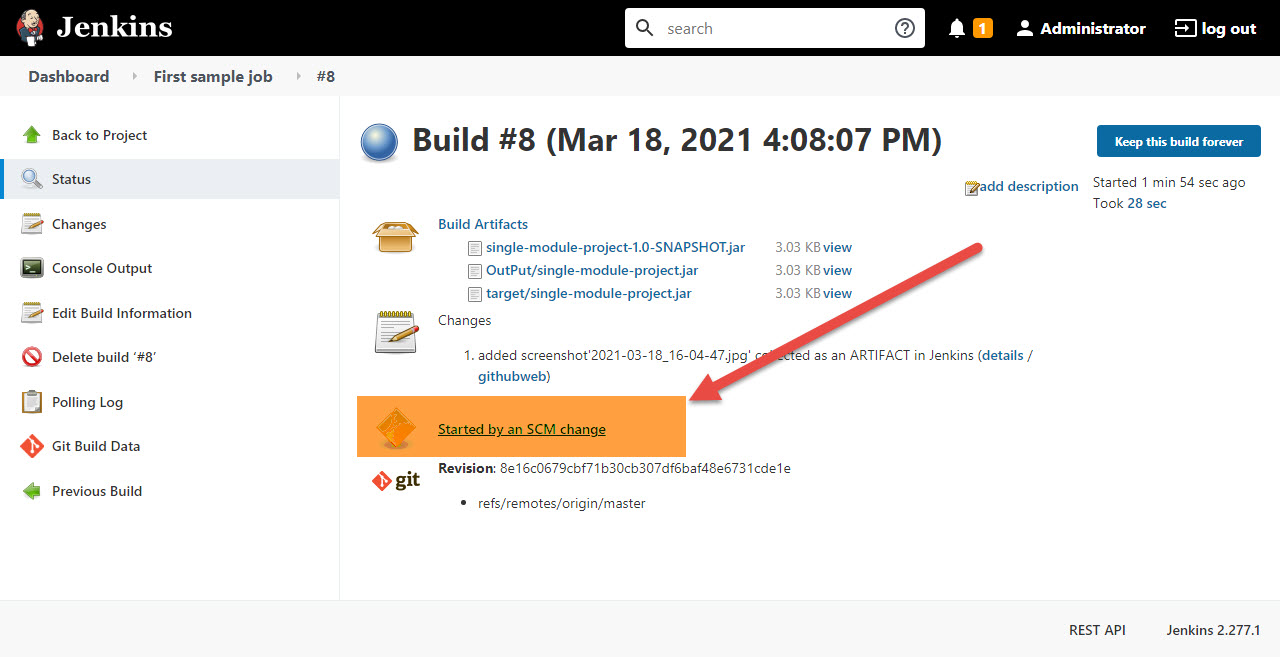 Jenkins
search
1
Administrator
log out
Dashboard
First sample job
#8
Back to Project
Status
Changes
Console Output
Edit Build Information
Delete build ‘#8’
Polling Log
Git Build Data
Previous Build
Build #8 (Mar 18, 2021 4:08:07 PM)
Keep this build forever
add description
Started 1 min 54 sec ago
Took 28 sec
Build Artifacts
single-module-project-1.0-SNAPSHOT.jar 3.03 KB view
OutPut/single-module-project.jar 3.03 KB view
target/single-module-project.jar 3.03 KB view
Changes
1. added screenshot'2021-03-18_16-04-47.jpg' collected as an ARTIFACT in Jenkins (details /
githubweb)
Started by an SCM change
git
Revision: 8e16c0679cbf71b30cb307df6baf48e6731cde1e
refs/remotes/origin/master
REST API
Jenkins 2.277.1